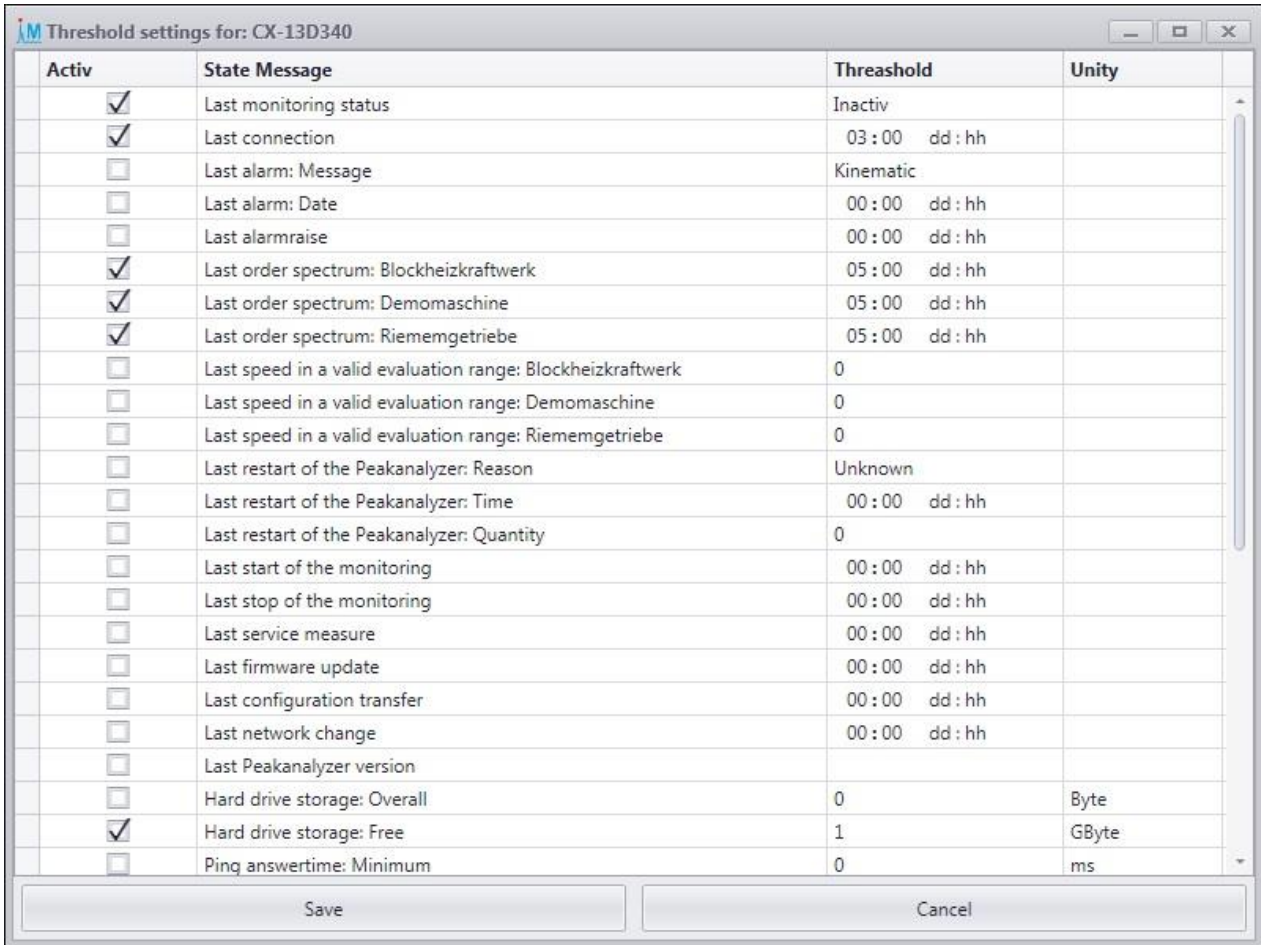 iM Threshold settings for: CX-13D340
Activ State Message Threashold Unity
Last monitoring status Inactiv
Last connection 03:00 dd:hh
Last alarm: Message Kinematic
Last alarm: Date 00:00 dd:hh
Last alarmraise 00:00 dd:hh
Last order spectrum: Blockheizkraftwerk 05:00 dd:hh
Last order spectrum: Demomaschine 05:00 dd:hh
Last order spectrum: Riememgetriebe 05:00 dd:hh
Last speed in a valid evaluation range: Blockheizkraftwerk 0
Last speed in a valid evaluation range: Demomaschine 0
Last speed in a valid evaluation range: Riememgetriebe 0
Last restart of the Peakanalyzer: Reason Unknown
Last restart of the Peakanalyzer: Time 00:00 dd:hh
Last restart of the Peakanalyzer: Quantity 0
Last start of the monitoring 00:00 dd:hh
Last stop of the monitoring 00:00 dd:hh
Last service measure 00:00 dd:hh
Last firmware update 00:00 dd:hh
Last configuration transfer 00:00 dd:hh
Last network change 00:00 dd:hh
Last Peakanalyzer version
Hard drive storage: Overall 0 Byte
Hard drive storage: Free 1 GByte
Ping answertime: Minimum 0 ms
Save Cancel